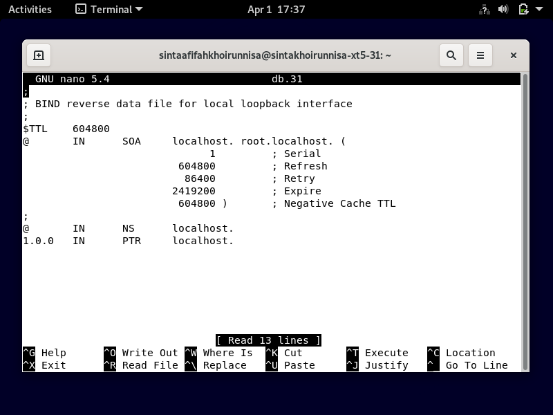 Activities Terminal Apr 1 17:37
sintaafifahkhoirunnisa@sintakhoirunnisa-xt5-31: ~
GNU nano 5.4 db.31
;
; BIND reverse data file for local loopback interface
;
$TTL 604800
@ IN SOA localhost. root.localhost. (
1 ; Serial
604800 ; Refresh
86400 ; Retry
2419200 ; Expire
604800 ) ; Negative Cache TTL
;
@ IN NS localhost.
1.0.0 IN PTR localhost.
[ Read 13 lines ]
^G Help ^O Write Out ^W Where Is ^K Cut ^T Execute ^C Location
^X Exit ^R Read File ^\ Replace ^U Paste ^J Justify ^_ Go To Line